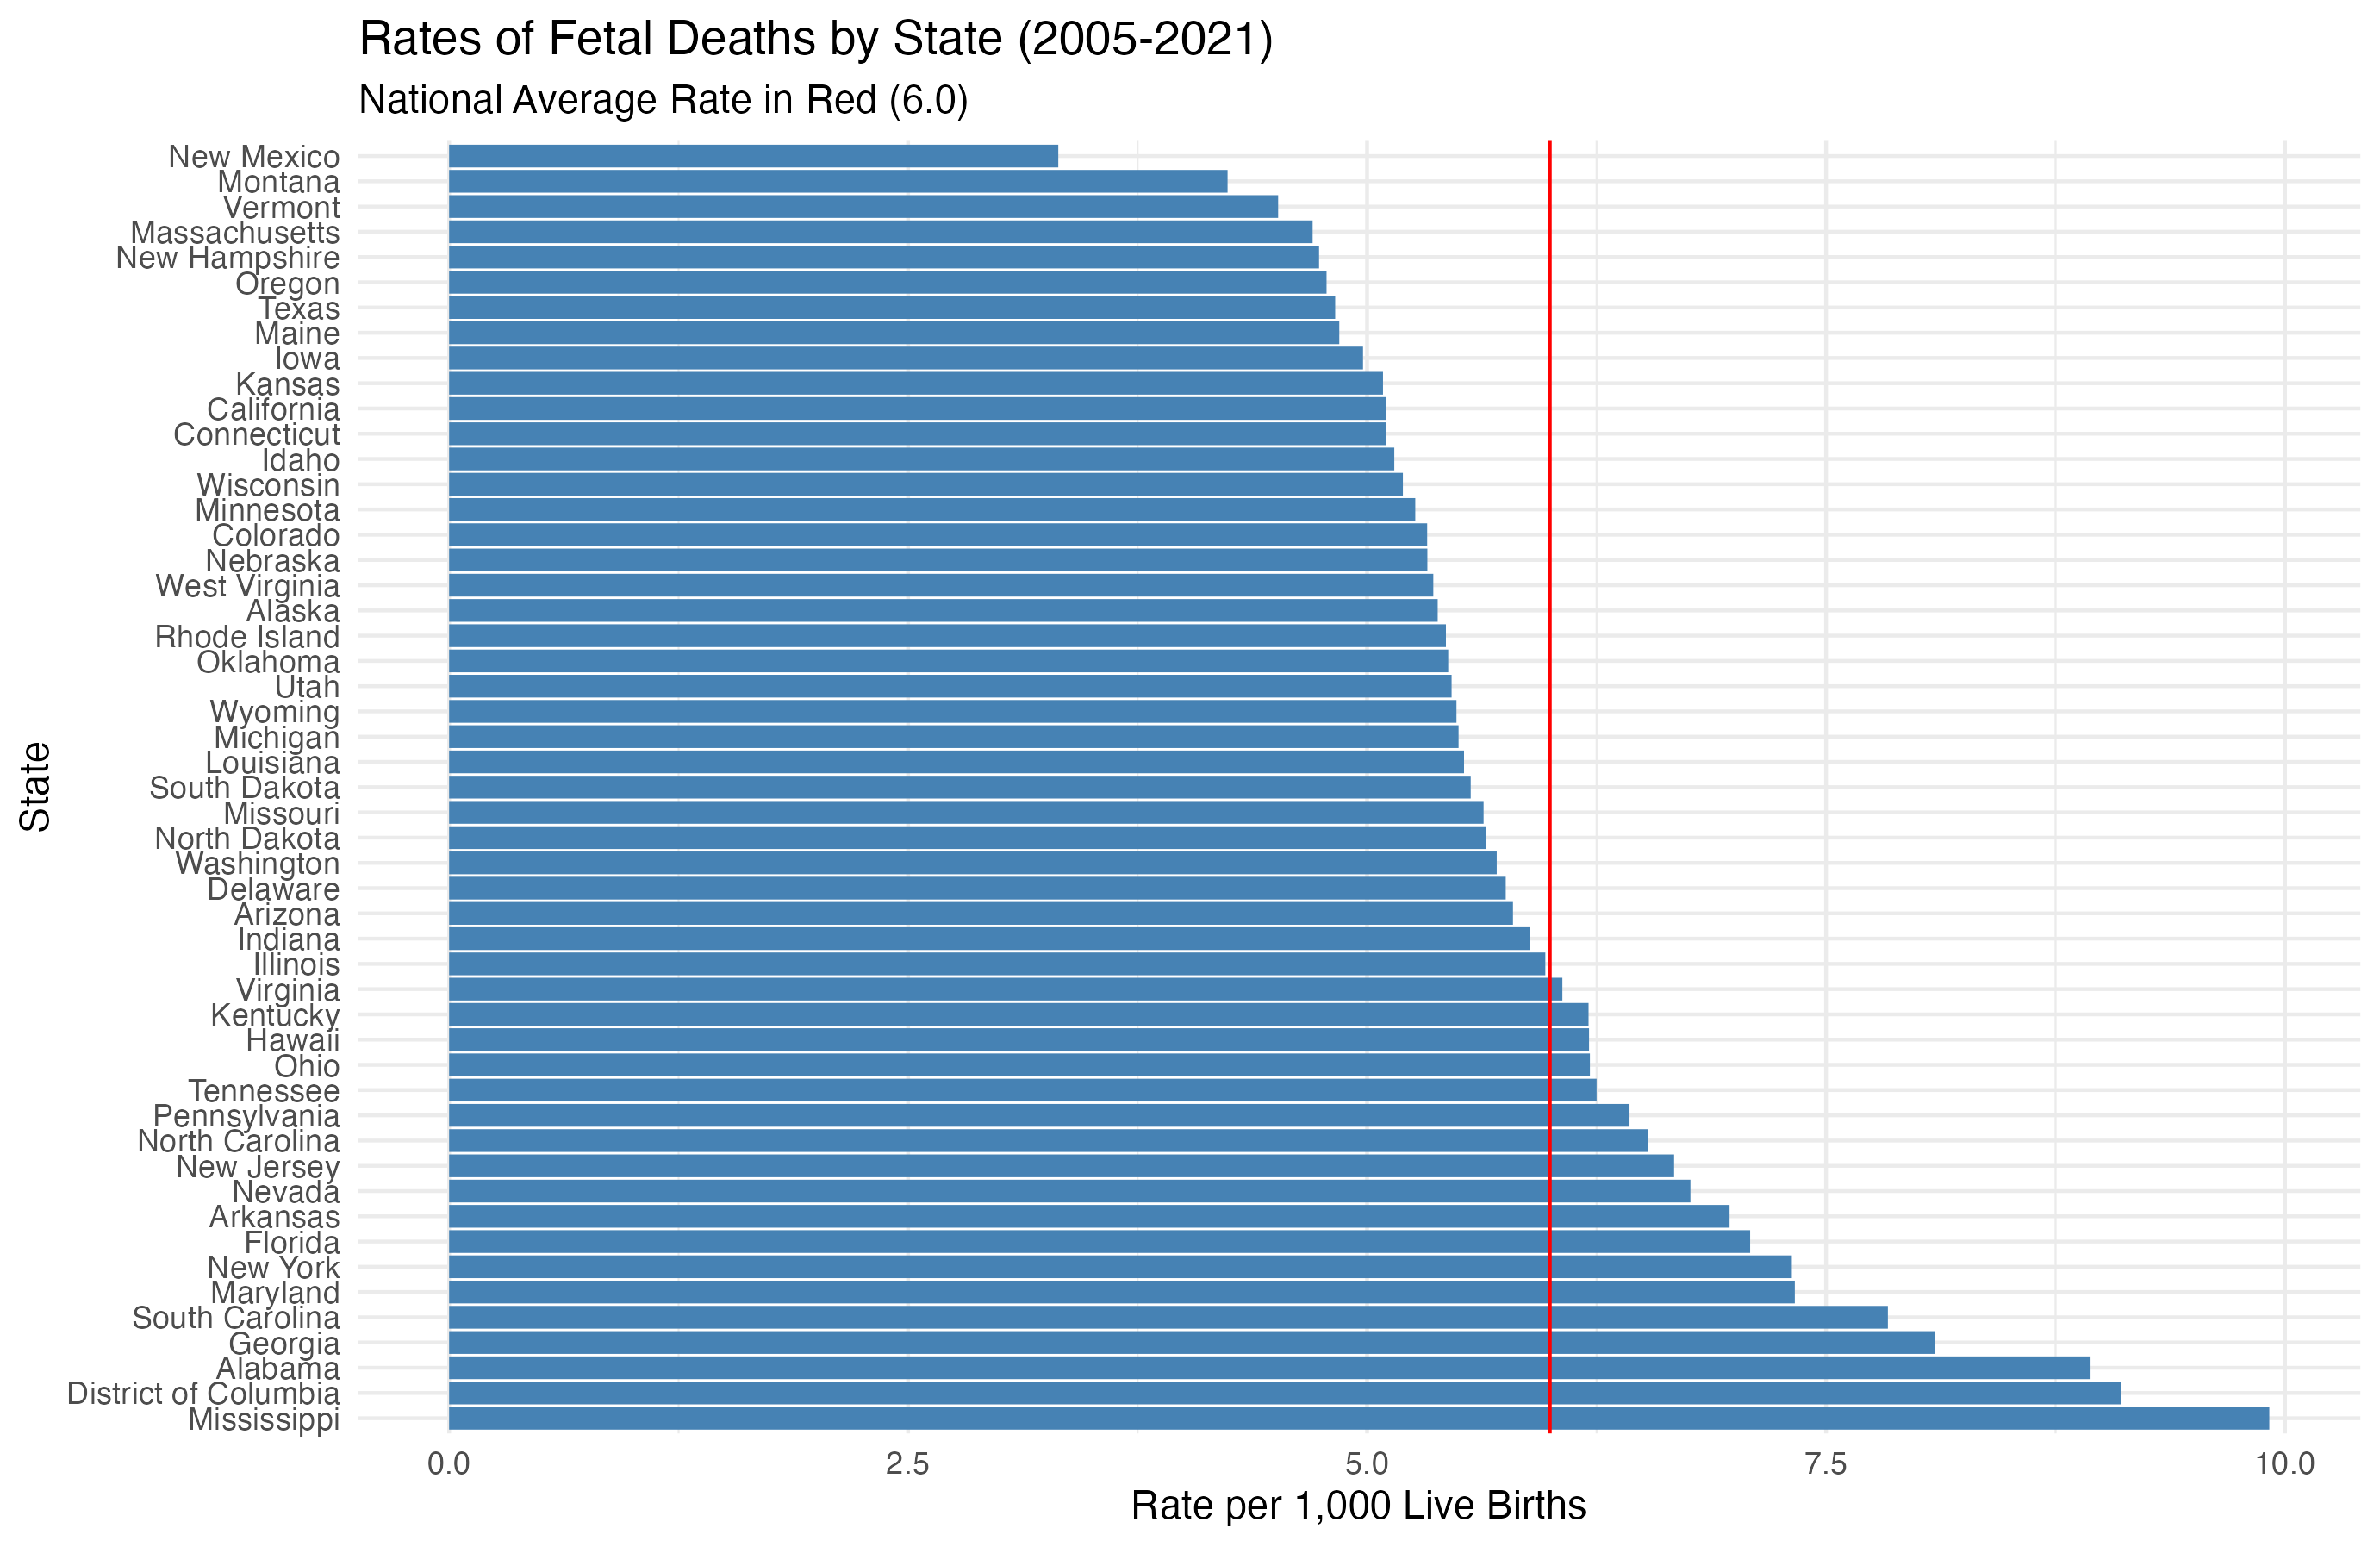 Rates of Fetal Deaths by State (2005-2021)
National Average Rate in Red (6.0)
New Mexico
Montana
Vermont
Massachusetts
New Hampshire
Oregon
Texas
Maine
Iowa
Kansas
California
Connecticut
Idaho
Wisconsin
Minnesota
Colorado
Nebraska
West Virginia
Alaska
Rhode Island
Oklahoma
Utah
Wyoming
Michigan
Louisiana
South Dakota
Missouri
North Dakota
Washington
Delaware
Arizona
Indiana
Illinois
Virginia
Kentucky
Hawaii
Ohio
Tennessee
Pennsylvania
North Carolina
New Jersey
Nevada
Arkansas
Florida
New York
Maryland
South Carolina
Georgia
Alabama
District of Columbia
Mississippi
State
0.0 2.5 5.0 7.5 10.0
Rate per 1,000 Live Births